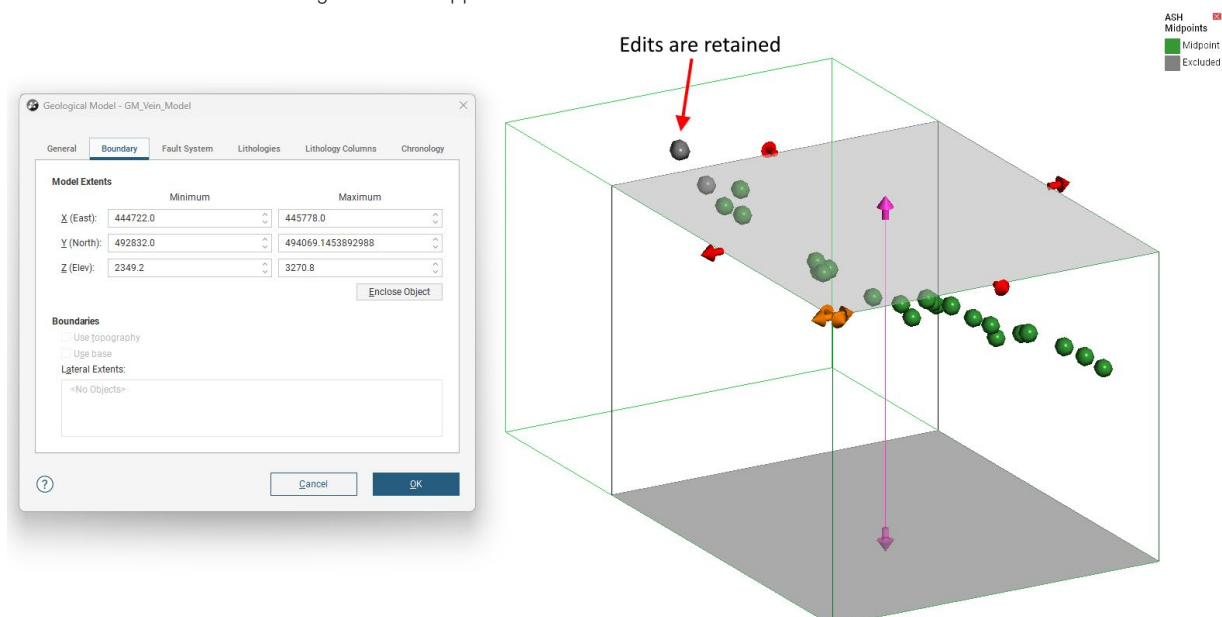 Edits are retained
ASH
Midpoints
Midpoint
Excluded
Geological Model - GM_Vein_Model
General Boundary Fault System Lithologies Lithology Columns Chronology
Model Extents
Minimum Maximum
X (East): 444722.0 445778.0
Y (North): 492832.0 494069.1453892988
Z (Elev): 2349.2 3270.8
Enclose Object
Boundaries
Use topography
Use base
Lateral Extents:
<No Objects>
? Cancel OK